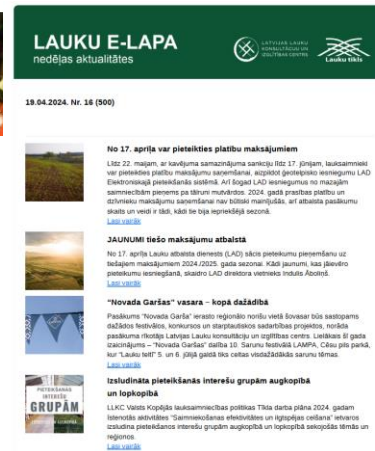 LAUKU E-LAPA
nedēļas aktualitātes
LATVIJAS LAUKU
KONSULTĀCIJU UN
IZGLĪTĪBAS CENTRS
Lauku tīkls
19.04.2024. Nr. 16 (500)
No 17. aprīļa var pieteikties platību maksājumiem
Līdz 22. maijam, ar kavējuma samazinājuma sankciju līdz 17. jūnijam, lauksaimnieki
var pieteikties platību maksājumu saņemšanai, aizpildot ģeotelpisko iesniegumu LAD
Elektroniskajā pieteikšanās sistēmā. Arī šogad LAD iesniegumus no mazajām
saimniecībām pieņems pa tālruni mutvārdos. 2024. gadā prasības platību un
dzīvnieku maksājumu saņemšanai nav būtiski mainījušās, arī atbalsta pasākumu
skaits un veidi ir tādi, kādi tie bija iepriekšējā sezonā.
Lasi vairāk
JAUNUMI tiešo maksājumu atbalstā
No 17. aprīļa Lauku atbalsta dienests (LAD) sācis pieteikumu pieņemšanu uz
tiešajiem maksājumiem 2024./2025. gada sezonai. Kādi jaunumi, kas jāievēro
pieteikumu iesniegšanā, skaidro LAD direktora vietnieks Indulis Āboliņš.
Lasi vairāk
"Novada Garšas" vasara – kopā dažādībā
Pasākums "Novada Garša" ierasto reģionālo norišu vietā šovasar būs sastopams
dažādos festivālos, konkursos un starptautiskos sadarbības projektos, norāda
pasākuma rīkotājs Latvijas Lauku konsultāciju un izglītības centrs. Lielākais šī gada
izaicinājums – "Novada Garšas" dalība 10. Sarunu festivālā LAMPA, Cēsu pils parkā,
kur "Lauku teltī" 5. un 6. jūlijā galdā tiks celtas visdažādākās sarunu tēmas.
Lasi vairāk
PIETEIKŠANĀS
INTEREŠU
GRUPĀM
Izsludināta pieteikšanās interešu grupām augkopībā
un lopkopībā
LLKC Valsts Kopējās lauksaimniecības politikas Tīkla darba plāna 2024. gadam
īstenotās aktivitātes "Saimniekošanas efektivitātes un ilgtspējas celšana" ietvaros
izsludina pieteikšanos interešu grupām augkopībā un lopkopībā sekojošās tēmās un
reģionos.
Lasi vairāk